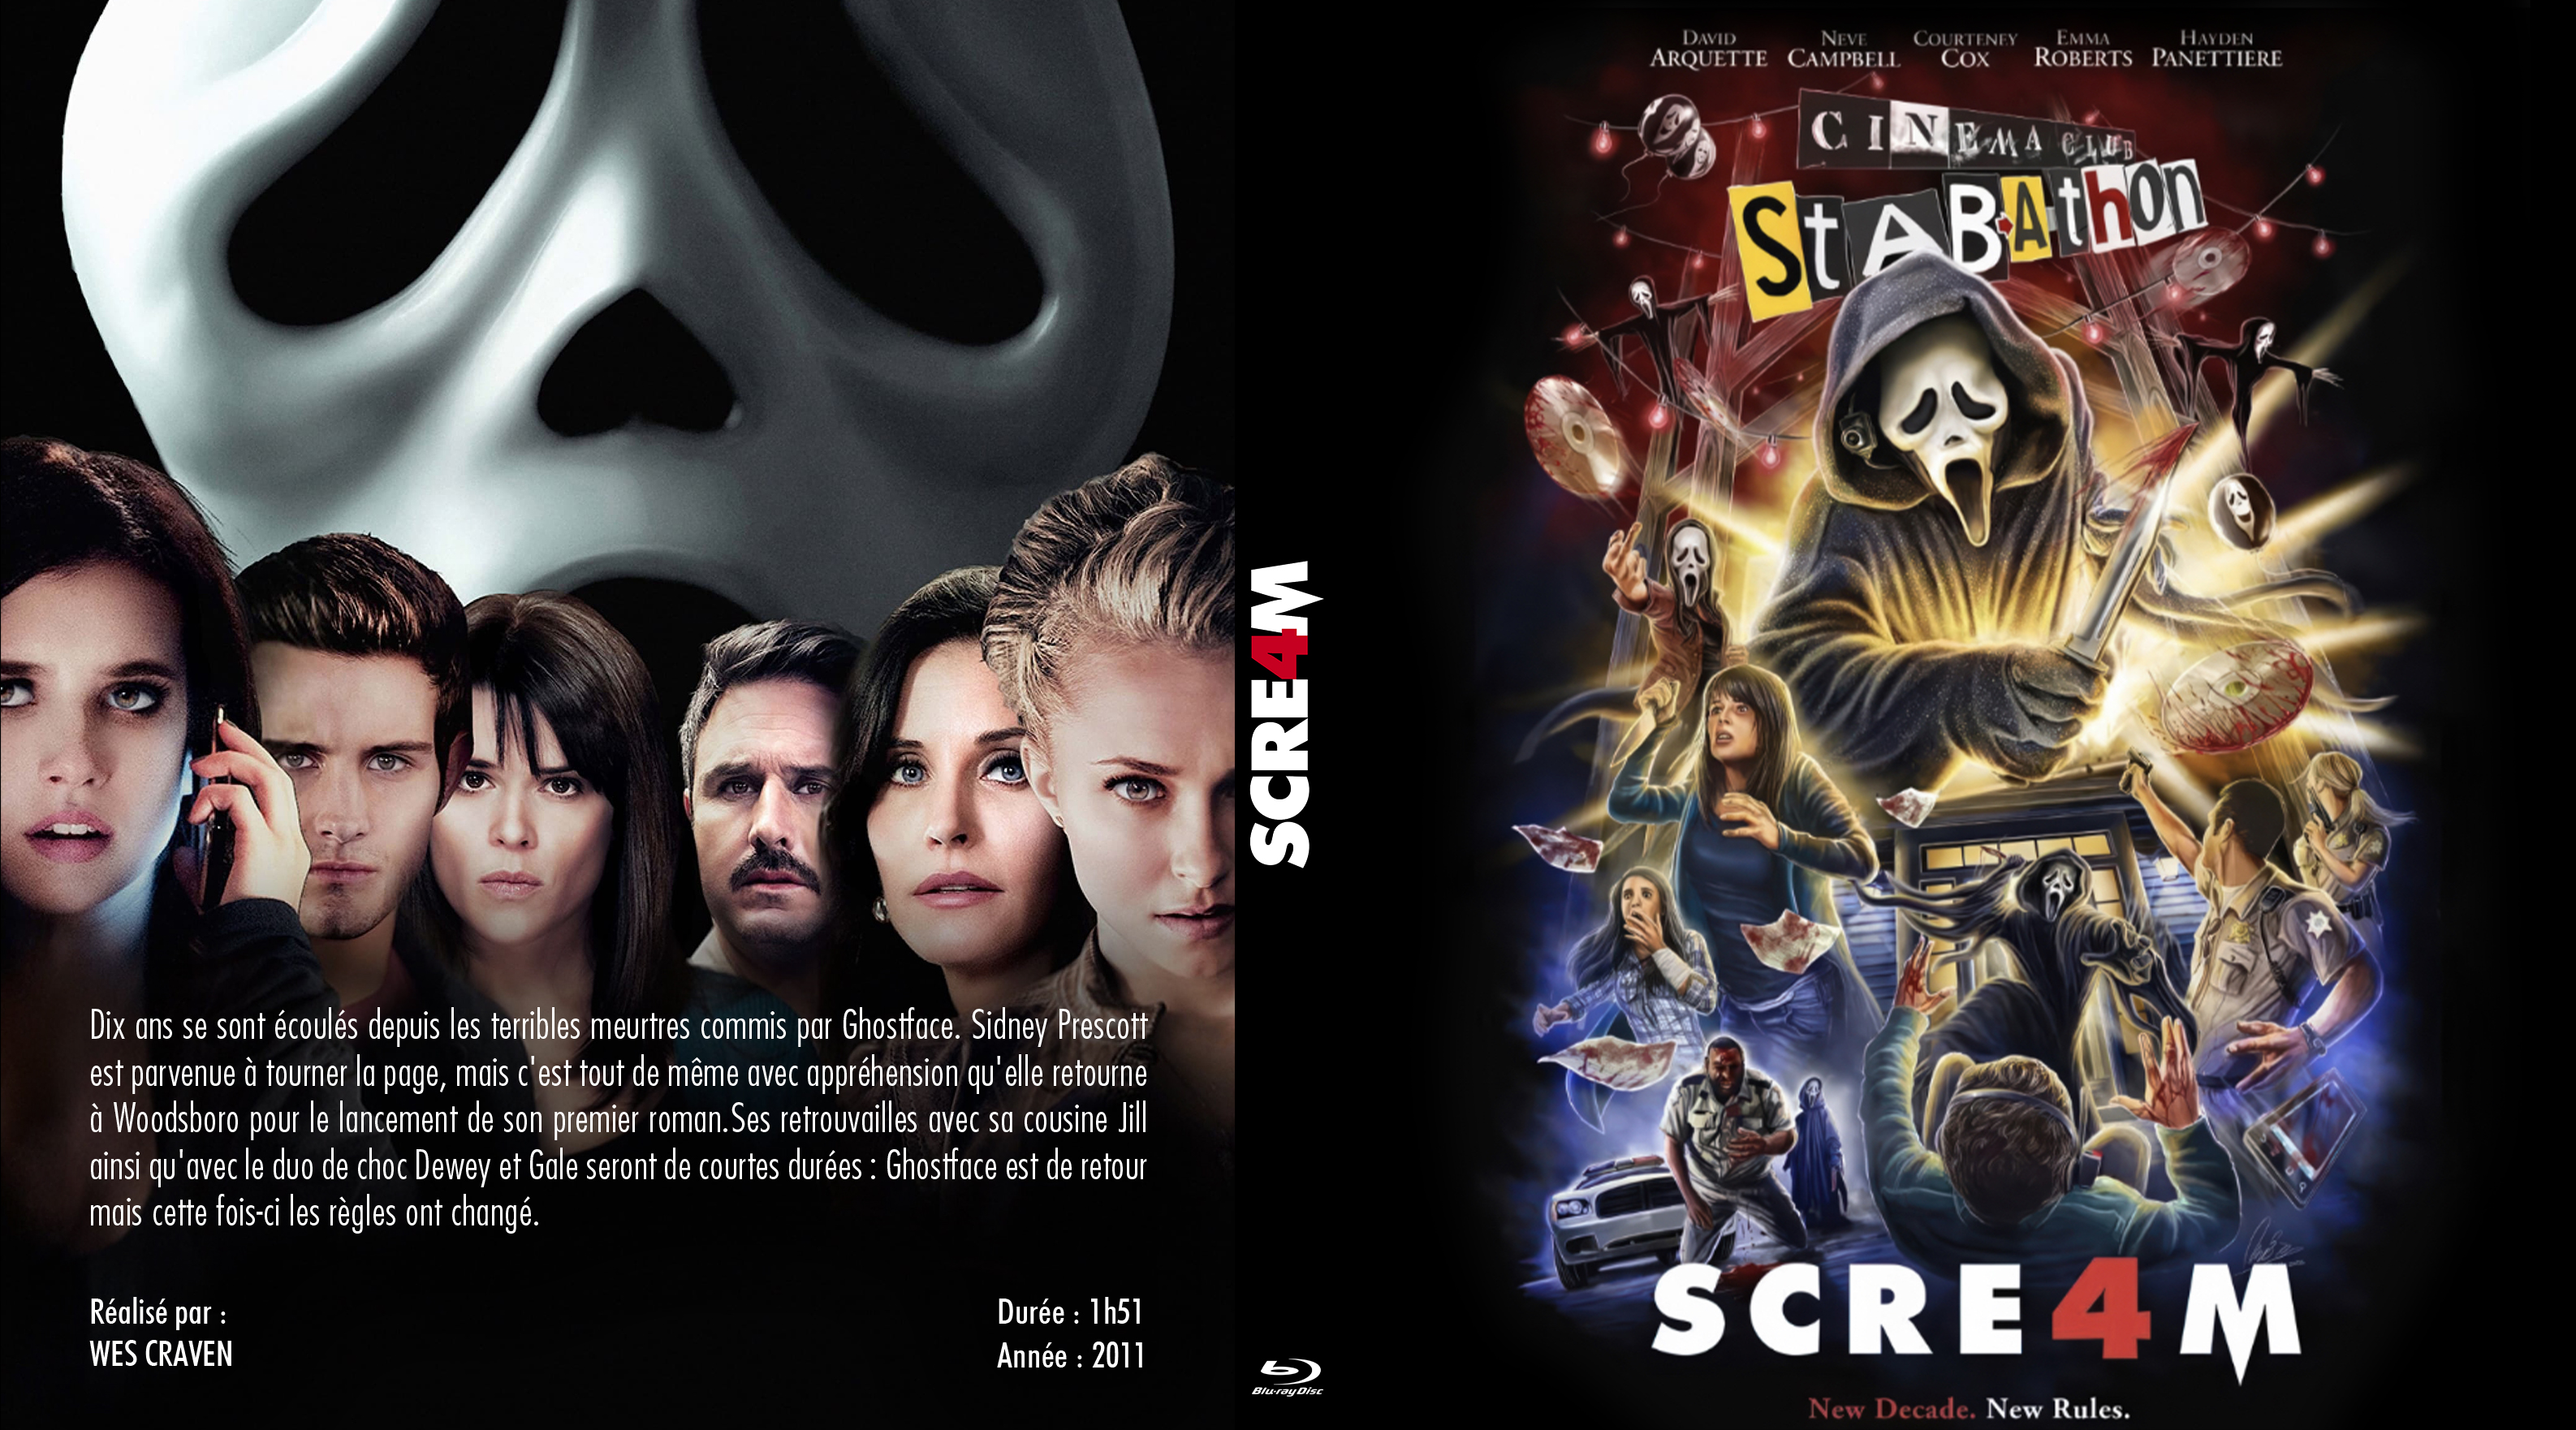 Dix ans se sont écoulés depuis les terribles meurtres commis par Ghostface. Sidney Prescott
est parvenue à tourner la page, mais c'est tout de même avec appréhension qu'elle retourne
à Woodsboro pour le lancement de son premier roman.Ses retrouvailles avec sa cousine Jill
ainsi qu'avec le duo de choc Dewey et Gale seront de courtes durées : Ghostface est de retour
mais cette fois-ci les règles ont changé.
Réalisé par :
WES CRAVEN
Durée : 1h51
Année : 2011
SCRE4M
Blu-ray Disc
DAVID ARQUETTE
NEVE CAMPBELL
COURTENEY COX
EMMA ROBERTS
HAYDEN PANETTIERE
CINEMA CLUB
StAB-A-thon
SCRE4M
New Decade. New Rules.